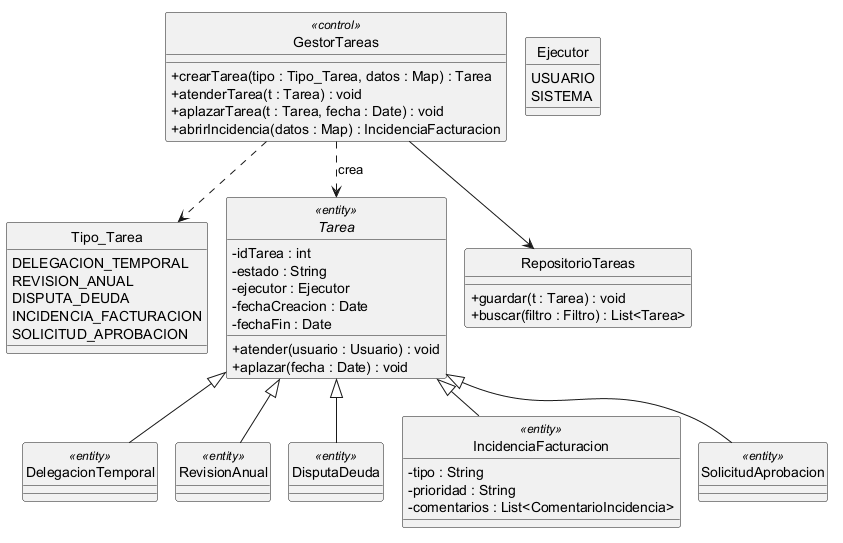 «control»
GestorTareas
+crearTarea(tipo : Tipo_Tarea, datos : Map) : Tarea
+atenderTarea(t : Tarea) : void
+aplazarTarea(t : Tarea, fecha : Date) : void
+abrirIncidencia(datos : Map) : IncidenciaFacturacion
Ejecutor
USUARIO
SISTEMA
crea
Tipo_Tarea
DELEGACION_TEMPORAL
REVISION_ANUAL
DISPUTA_DEUDA
INCIDENCIA_FACTURACION
SOLICITUD_APROBACION
«entity»
Tarea
-idTarea : int
-estado : String
-ejecutor : Ejecutor
-fechaCreacion : Date
-fechaFin : Date
+atender(usuario : Usuario) : void
+aplazar(fecha : Date) : void
RepositorioTareas
+guardar(t : Tarea) : void
+buscar(filtro : Filtro) : List<Tarea>
«entity»
DelegacionTemporal
«entity»
RevisionAnual
«entity»
DisputaDeuda
«entity»
IncidenciaFacturacion
-tipo : String
-prioridad : String
-comentarios : List<ComentarioIncidencia>
«entity»
SolicitudAprobacion